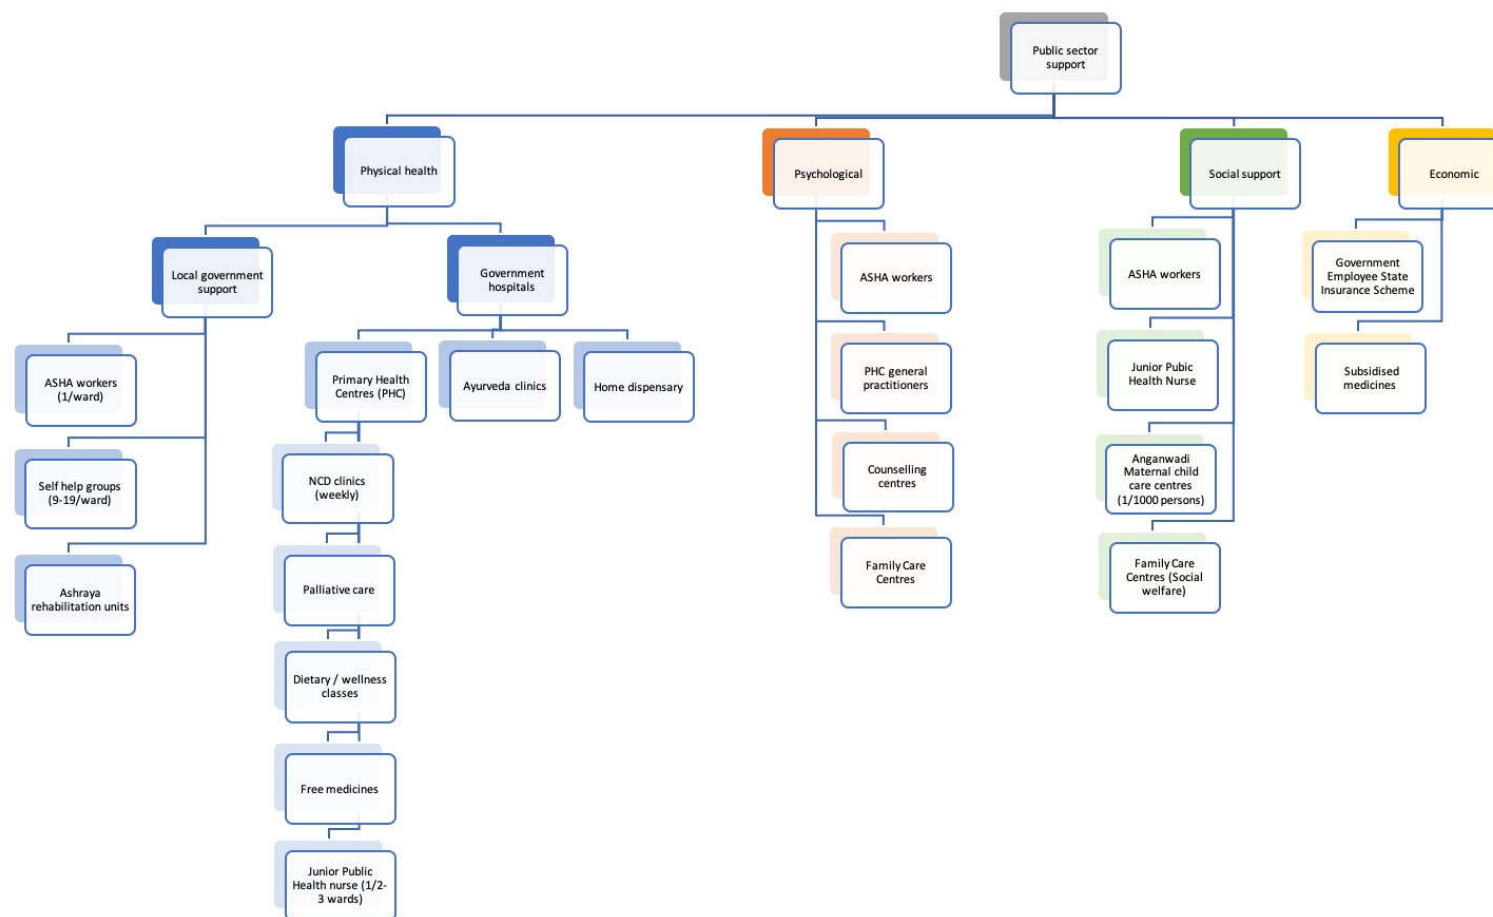 Public sector
support
Physical health
Psychological
Social support
Economic
Local government
support
Government
hospitals
ASHA workers
(1/ward)
Self help groups
(9-19/ward)
Ashraya
rehabilitation units
Primary Health
Centres (PHC)
Ayurveda clinics
Home dispensary
NCD clinics
(weekly)
Palliative care
Dietary / wellness
classes
Free medicines
Junior Public
Health nurse (1/2-
3 wards)
ASHA workers
PHC general
practitioners
Counselling
centres
Family Care
Centres
ASHA workers
Junior Pubic
Health Nurse
Anganwadi
Maternal child
care centres
(1/1000 persons)
Family Care
Centres (Social
welfare)
Government
Employee State
Insurance Scheme
Subsidised
medicines